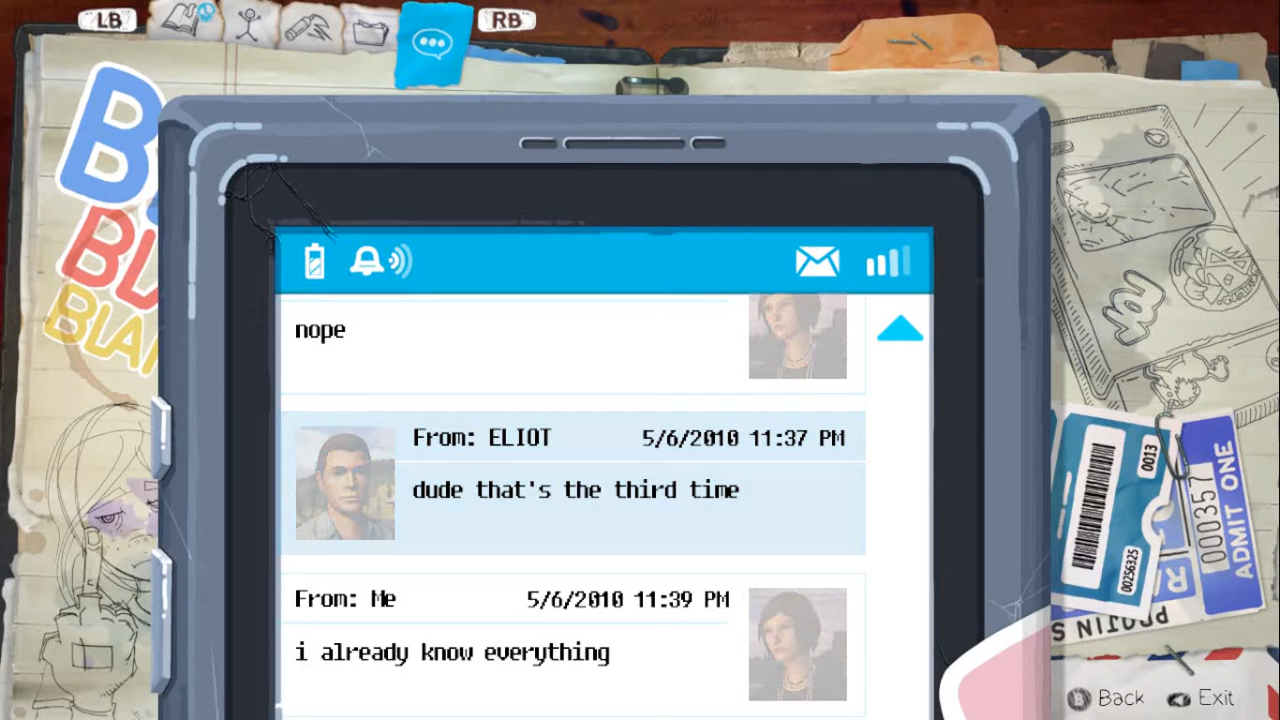 LB
RB
nope
From: ELIOT 5/6/2010 11:37 PM
dude that's the third time
From: Me 5/6/2010 11:39 PM
i already know everything
0013
00256325
000357
ADMIT ONE
Back
Exit